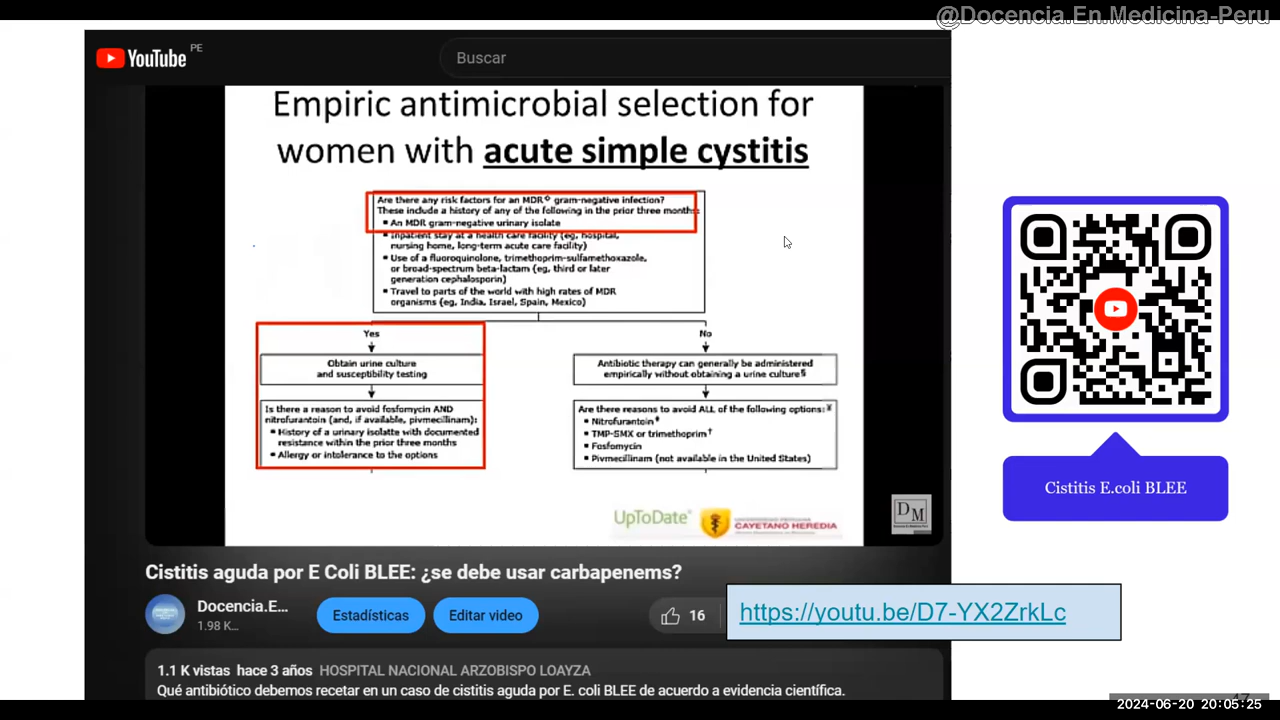 @Docencia.En.Medicina-Peru
YouTube PE
Buscar
Empiric antimicrobial selection for
women with acute simple cystitis
Are there any risk factors for an MDR◊ gram-negative infection?
These include a history of any of the following in the prior three months:
▪ An MDR gram-negative urinary isolate
▪ Inpatient stay at a health care facility (eg, hospital,
nursing home, long-term acute care facility)
▪ Use of a fluoroquinolone, trimethoprim-sulfamethoxazole,
or broad-spectrum beta-lactam (eg, third or later
generation cephalosporin)
▪ Travel to parts of the world with high rates of MDR
organisms (eg, India, Israel, Spain, Mexico)
Yes
Obtain urine culture
and susceptibility testing
Is there a reason to avoid fosfomycin AND
nitrofurantoin (and, if available, pivmecillinam):
▪ History of a urinary isolatte with documented
resistance within the prior three months
▪ Allergy or intolerance to the options
No
Antibiotic therapy can generally be administered
empirically without obtaining a urine culture§
Are there reasons to avoid ALL of the following options:¥
▪ Nitrofurantoin‡
▪ TMP-SMX or trimethoprim†
▪ Fosfomycin
▪ Pivmecillinam (not available in the United States)
UpToDate®
CAYETANO HEREDIA
DM
Cistitis E.coli BLEE
Cistitis aguda por E Coli BLEE: ¿se debe usar carbapenems?
Docencia.E...
1.98 K...
Estadísticas
Editar video
16
https://youtu.be/D7-YX2ZrkLc
1.1 K vistas hace 3 años HOSPITAL NACIONAL ARZOBISPO LOAYZA
Qué antibiótico debemos recetar en un caso de cistitis aguda por E. coli BLEE de acuerdo a evidencia científica.
2024-06-20 20:05:25